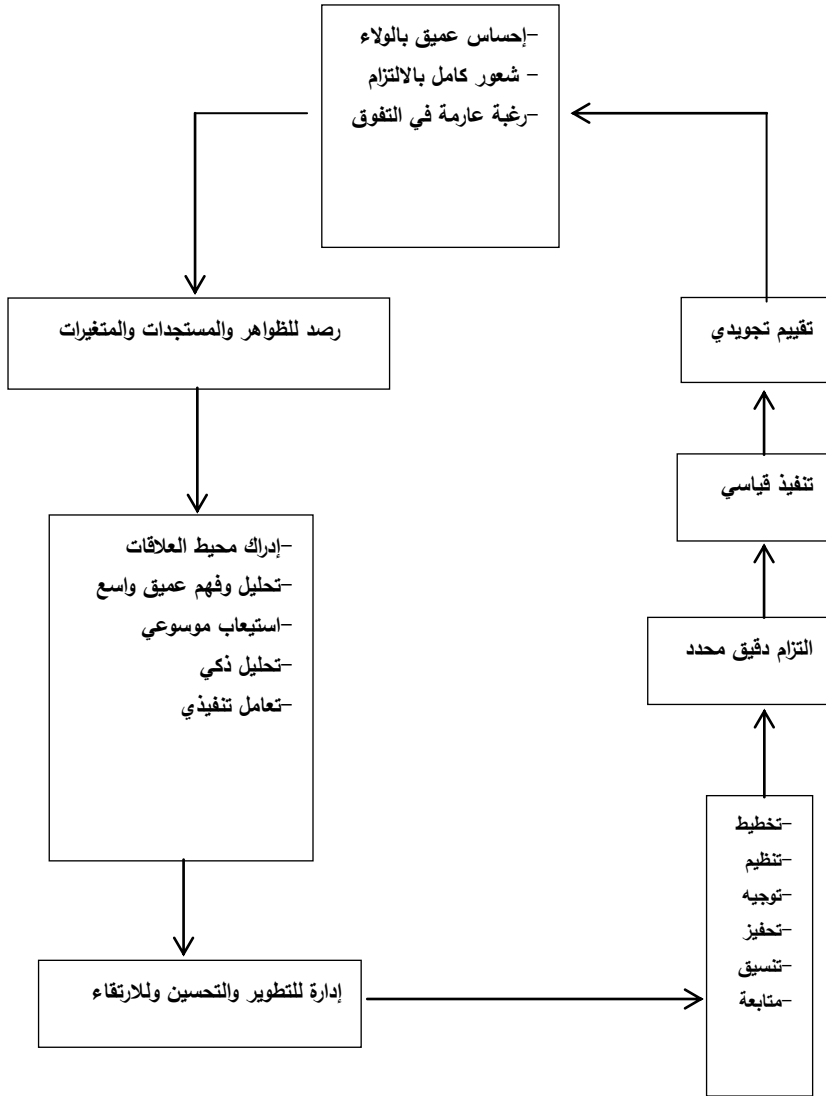 -إحساس عميق بالولاء
- شعور كامل بالالتزام
-رغبة عارمة في التفوق
رصد للظواهر والمستجدات والمتغيرات
-إدراك محيط العلاقات
-تحليل وفهم عميق واسع
-استيعاب موسوعي
-تحليل ذكي
-تعامل تنفيذي
إدارة للتطوير والتحسين وللارتقاء
-تخطيط
-تنظيم
-توجيه
-تحفيز
-تنسيق
-متابعة
التزام دقيق محدد
تنفيذ قياسي
تقييم تجويدي